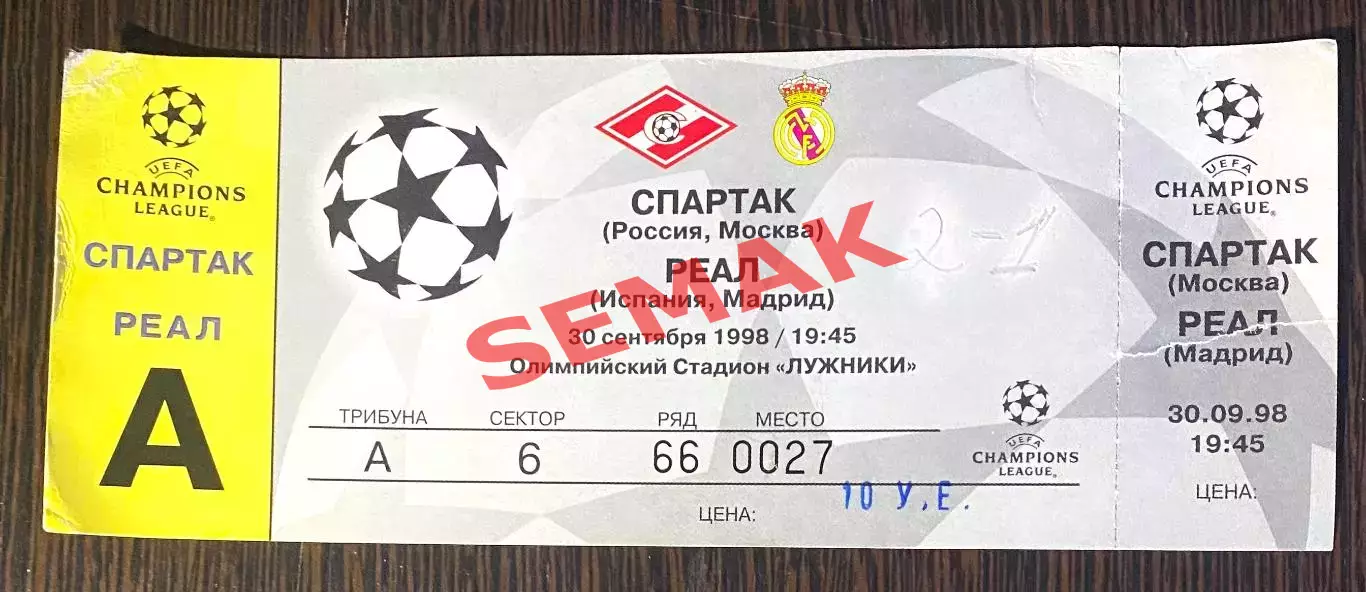 UEFA
CHAMPIONS
LEAGUE®
СПАРТАК
РЕАЛ
А
СПАРТАК
(Россия, Москва)
РЕАЛ
(Испания, Мадрид)
2-1
30 сентября 1998 / 19:45
Олимпийский Стадион «ЛУЖНИКИ»
SEMAK
ТРИБУНА СЕКТОР РЯД МЕСТО
А 6 66 0027
ЦЕНА: 10 У.Е.
UEFA
CHAMPIONS
LEAGUE®
UEFA
CHAMPIONS
LEAGUE®
СПАРТАК
(Москва)
РЕАЛ
(Мадрид)
30.09.98
19:45
ЦЕНА: